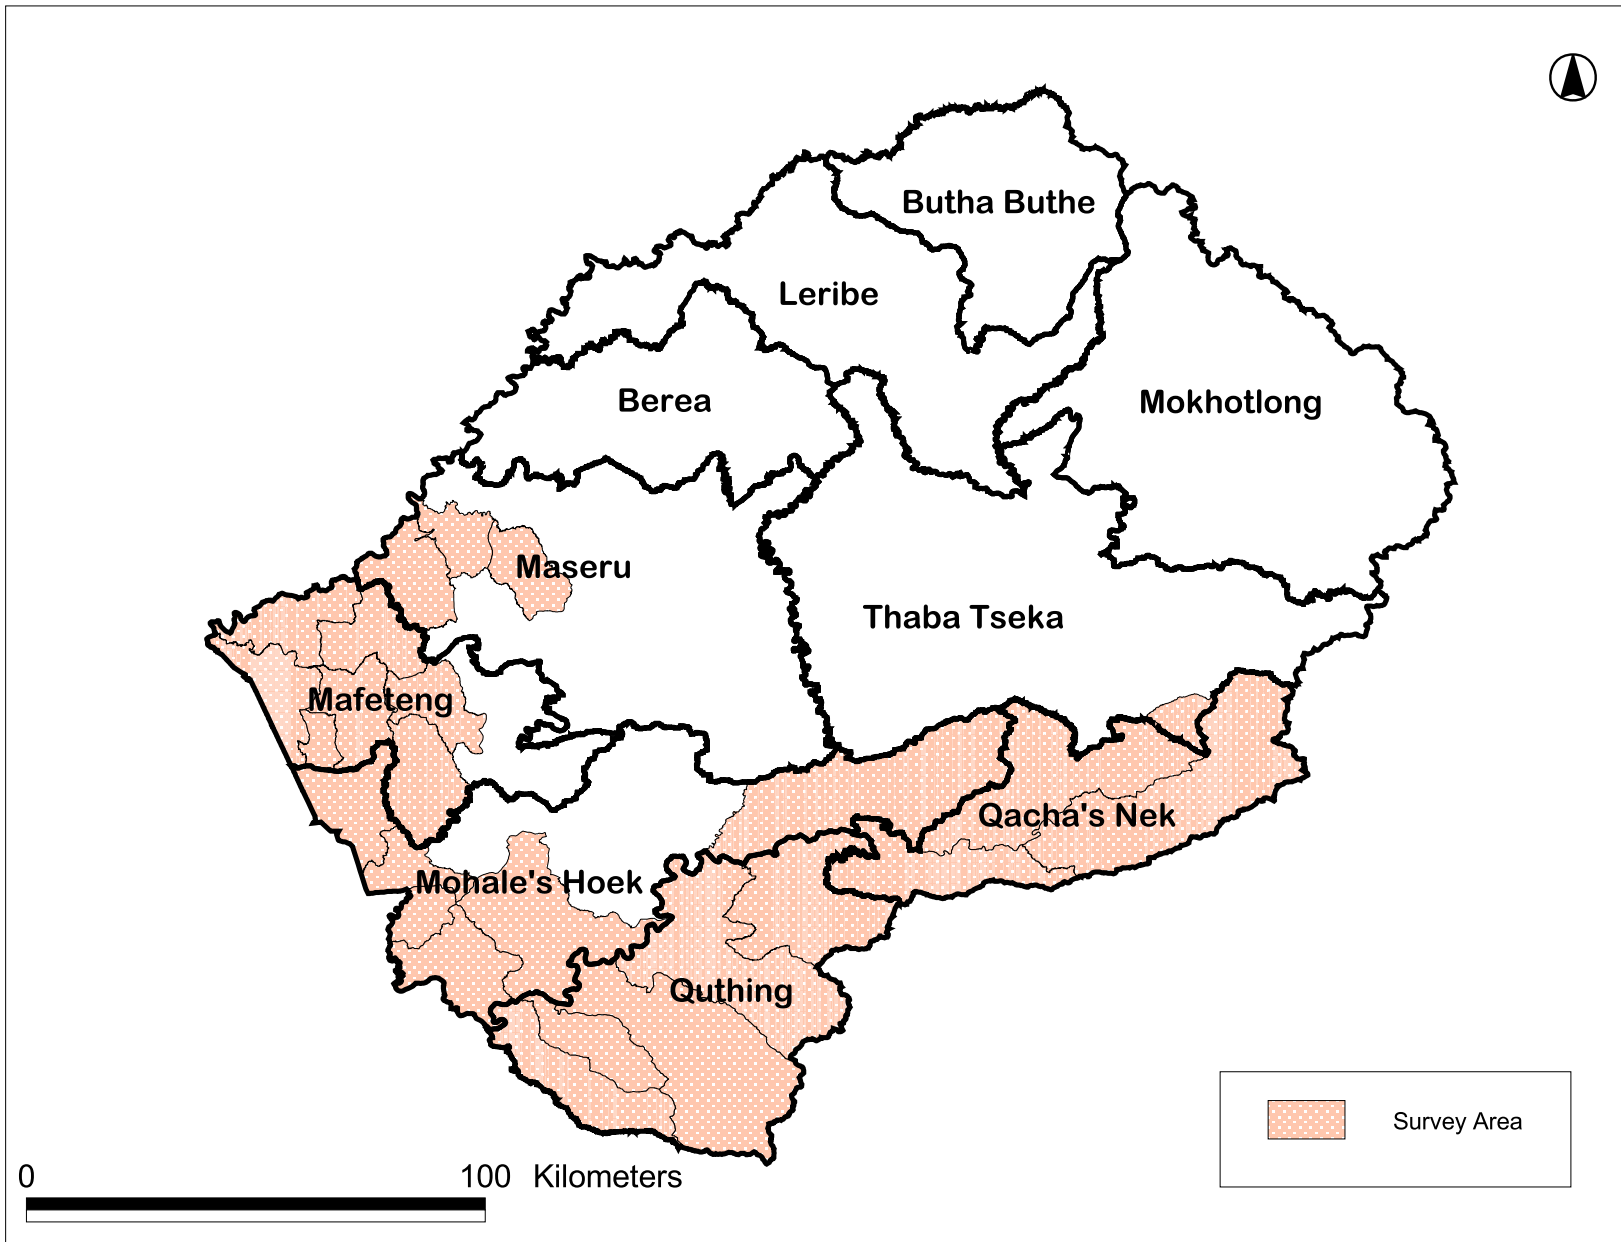 Butha Buthe
Leribe
Berea
Mokhotlong
Maseru
Thaba Tseka
Mafeteng
Qacha's Nek
Mohale's Hoek
Quthing
Survey Area
0 100 Kilometers